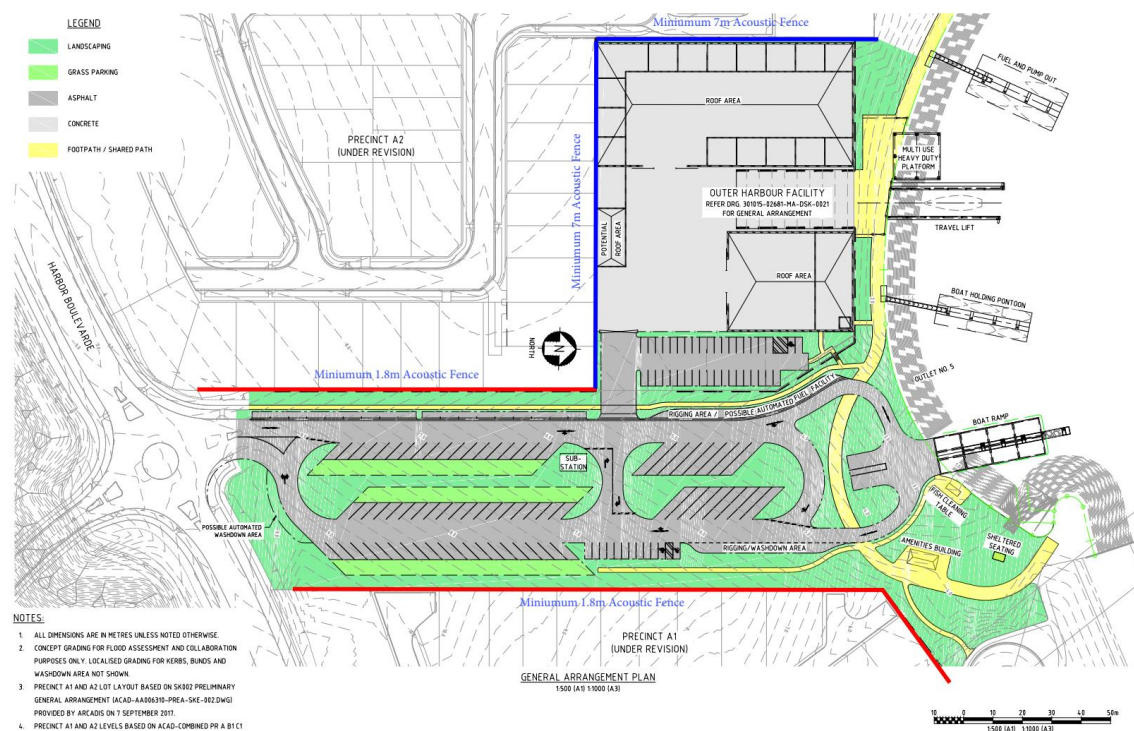 LEGEND
LANDSCAPING
GRASS PARKING
ASPHALT
CONCRETE
FOOTPATH / SHARED PATH
Miniumum 7m Acoustic Fence
FUEL AND PUMP OUT
ROOF AREA
PRECINCT A2
(UNDER REVISION)
Miniumum 7m Acoustic Fence
MULTI USE
HEAVY DUTY
PLATFORM
OUTER HARBOUR FACILITY
REFER DRG. 301015-02681-MA-DSK-0021
FOR GENERAL ARRANGEMENT
TRAVEL LIFT
POTENTIAL
ROOF AREA
ROOF AREA
HARBOR BOULEVARDE
BOAT HOLDING PONTOON
NORTH
N
Miniumum 1.8m Acoustic Fence
OUTLET NO. 5
RIGGING AREA / POSSIBLE AUTOMATED FUEL FACILITY
BOAT RAMP
SUB-
STATION
FISH CLEANING
TABLE
POSSIBLE AUTOMATED
WASHDOWN AREA
SHELTERED
SEATING
AMENITIES BUILDING
RIGGING/WASHDOWN AREA
Miniumum 1.8m Acoustic Fence
PRECINCT A1
(UNDER REVISION)
NOTES:
1. ALL DIMENSIONS ARE IN METRES UNLESS NOTED OTHERWISE.
2. CONCEPT GRADING FOR FLOOD ASSESSMENT AND COLLABORATION
PURPOSES ONLY. LOCALISED GRADING FOR KERBS, BUNDS AND
WASHDOWN AREA NOT SHOWN.
3. PRECINCT A1 AND A2 LOT LAYOUT BASED ON SK002 PRELIMINARY
GENERAL ARRANGEMENT (ACAD-AA006310-PREA-SKE-002.DWG)
PROVIDED BY ARCADIS ON 7 SEPTEMBER 2017.
4. PRECINCT A1 AND A2 LEVELS BASED ON ACAD-COMBINED PR A B1 C1
GENERAL ARRANGEMENT PLAN
1:500 (A1) 1:1000 (A3)
10 0 10 20 30 40 50m
1:500 (A1) 1:1000 (A3)